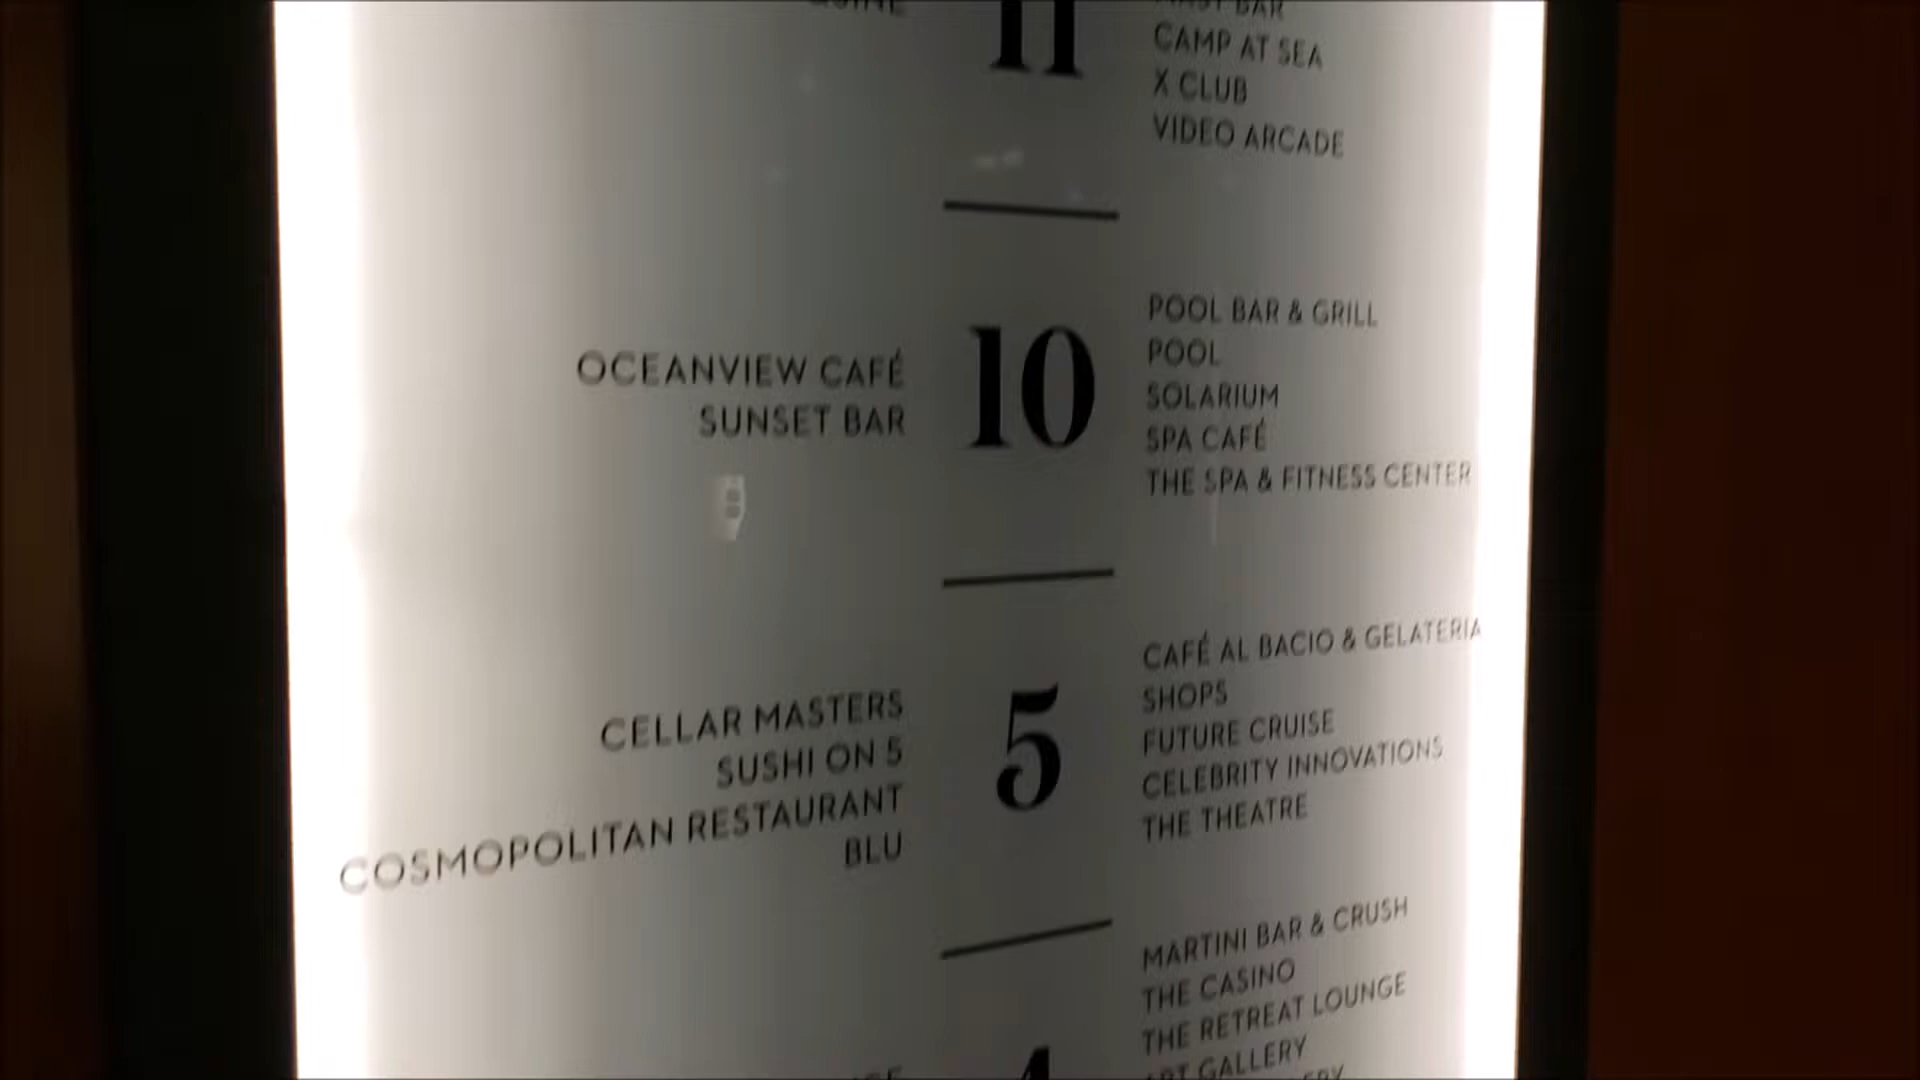 11
BAR
CAMP AT SEA
X CLUB
VIDEO ARCADE
OCEANVIEW CAFÉ
SUNSET BAR
10
POOL BAR & GRILL
POOL
SOLARIUM
SPA CAFÉ
THE SPA & FITNESS CENTER
CELLAR MASTERS
SUSHI ON 5
COSMOPOLITAN RESTAURANT
BLU
5
CAFÉ AL BACIO & GELATERIA
SHOPS
FUTURE CRUISE
CELEBRITY INNOVATIONS
THE THEATRE
4
MARTINI BAR & CRUSH
THE CASINO
THE RETREAT LOUNGE
ART GALLERY